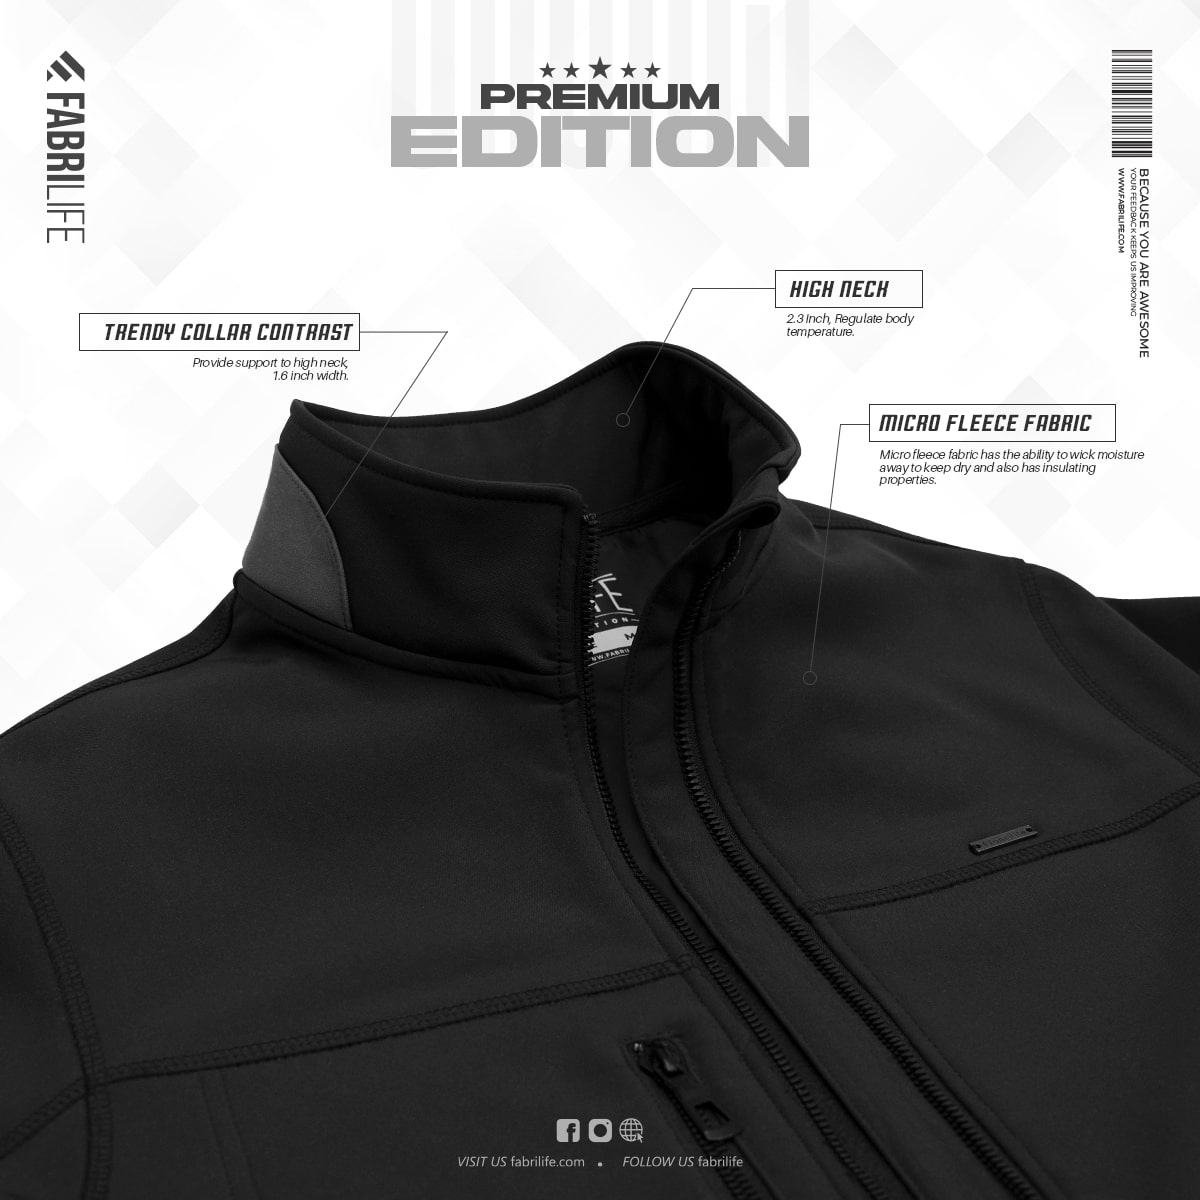 FABRILIFE
PREMIUM
EDITION
BECAUSE YOU ARE AWESOME
YOUR FEEDBACK KEEPS US IMPROVING
WWW.FABRILIFE.COM
HIGH NECK
2.3 Inch, Regulate body
temperature.
TRENDY COLLAR CONTRAST
Provide support to high neck,
1.6 inch width.
MICRO FLEECE FABRIC
Micro fleece fabric has the ability to wick moisture
away to keep dry and also has insulating
properties.
VISIT US fabrilife.com • FOLLOW US fabrilife